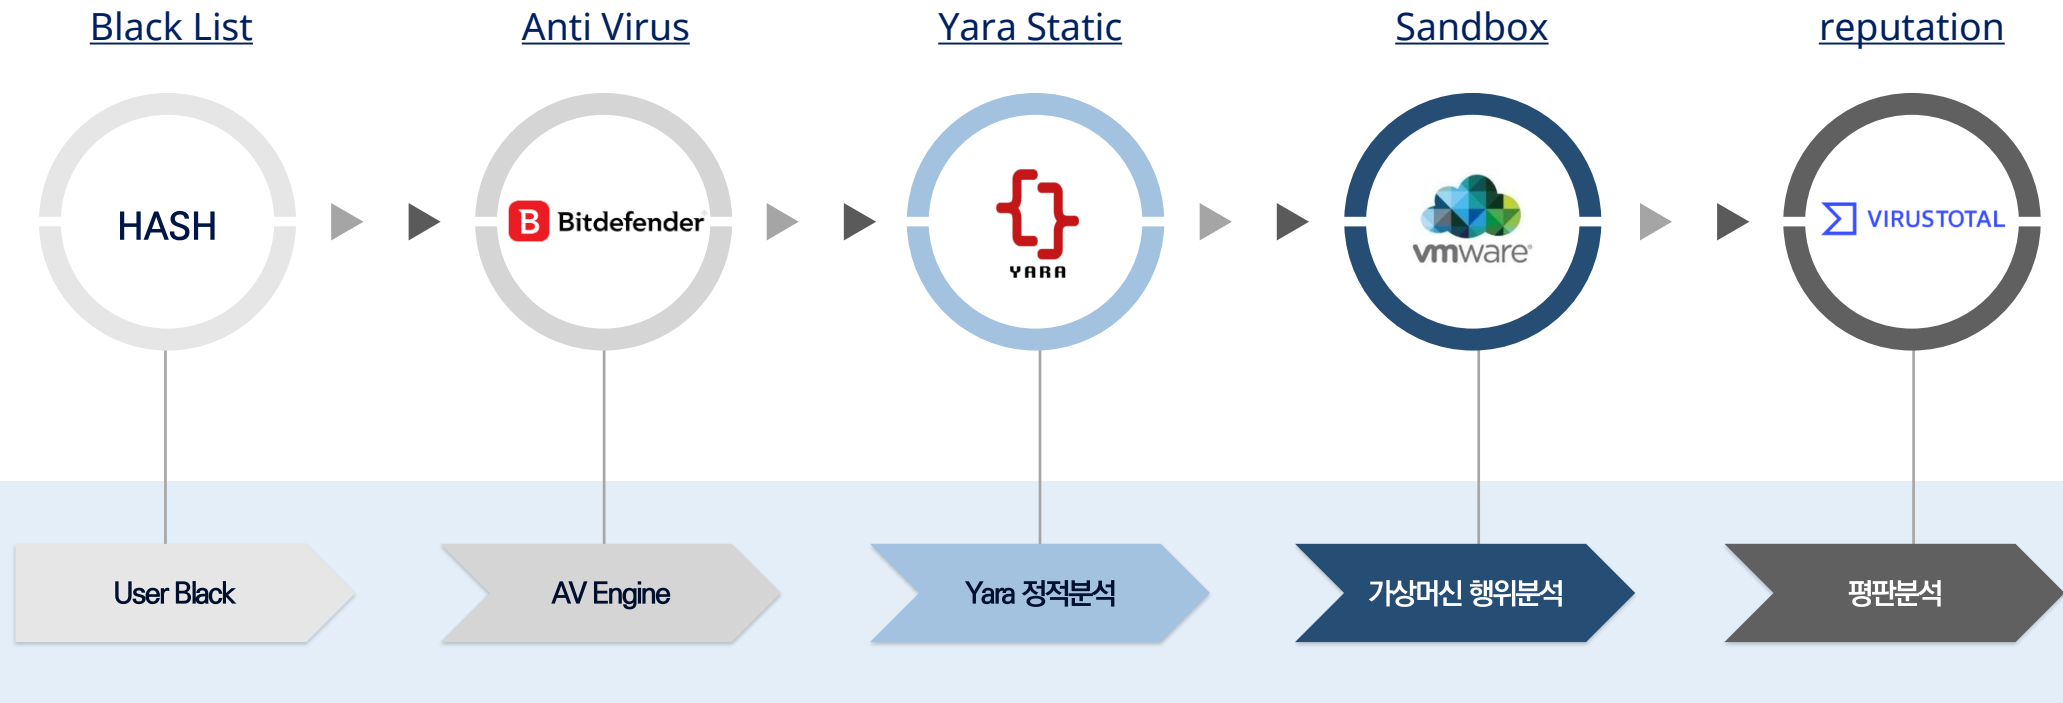 Black List
Anti Virus
Yara Static
Sandbox
reputation
HASH
B Bitdefender
YARA
vmware®
VIRUSTOTAL
User Black
AV Engine
Yara 정적분석
가상머신 행위분석
평판분석